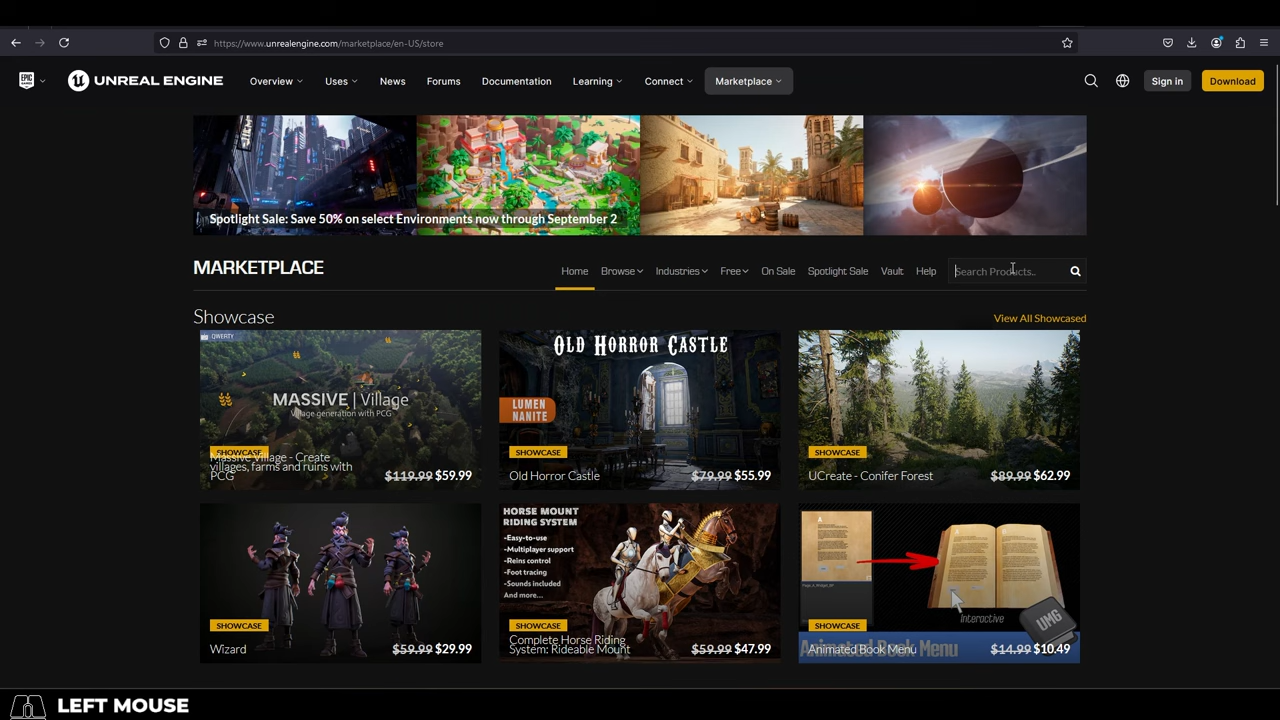 https://www.unrealengine.com/marketplace/en-US/store
EPIC
UNREAL ENGINE
Overview
Uses
News
Forums
Documentation
Learning
Connect
Marketplace
Sign in
Download
Spotlight Sale: Save 50% on select Environments now through September 2
MARKETPLACE
Home
Browse
Industries
Free
On Sale
Spotlight Sale
Vault
Help
Search Products..
Showcase
View All Showcased
QWERTY
MASSIVE | Village
Village generation with PCG
SHOWCASE
Massive Village - Create
villages, farms and ruins with
PCG
$119.99 $59.99
OLD HORROR CASTLE
LUMEN
NANITE
SHOWCASE
Old Horror Castle
$79.99 $55.99
SHOWCASE
UCreate - Conifer Forest
$89.99 $62.99
SHOWCASE
Wizard
$59.99 $29.99
HORSE MOUNT
RIDING SYSTEM
-Easy-to-use
-Multiplayer support
-Reins control
-Foot tracing
-Sounds included
And more...
SHOWCASE
Complete Horse Riding
System: Rideable Mount
$59.99 $47.99
Interactive
UMG
SHOWCASE
Animated Book Menu
Animated Book Menu
$14.99 $10.49
LEFT MOUSE